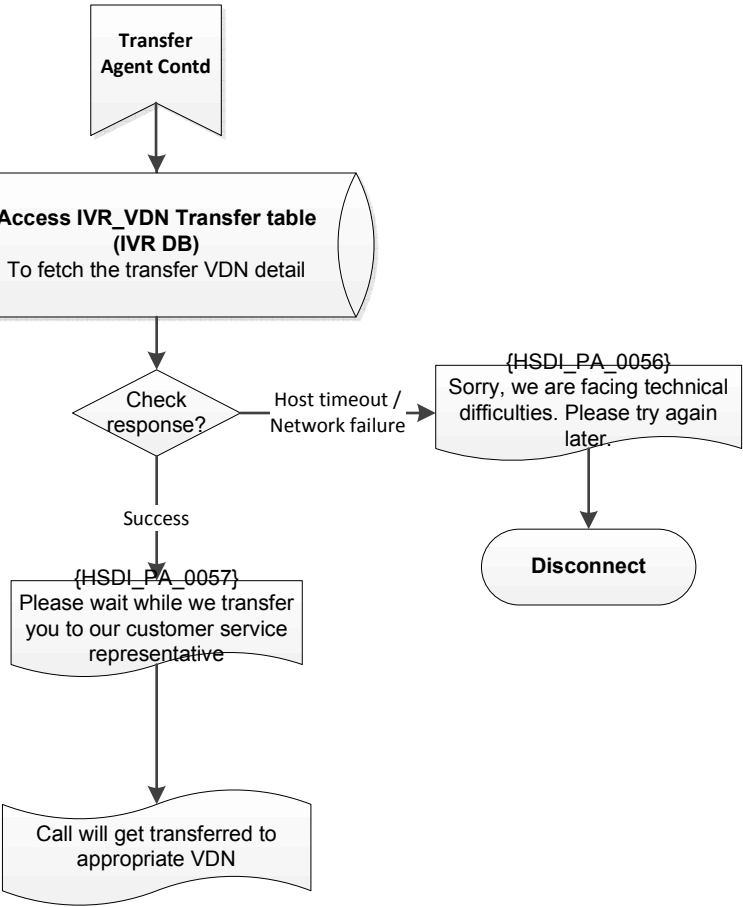 Transfer
Agent Contd
Access IVR_VDN Transfer table
(IVR DB)
To fetch the transfer VDN detail
Check
response?
Host timeout /
Network failure
{HSDI_PA_0056}
Sorry, we are facing technical
difficulties. Please try again
later.
Disconnect
Success
{HSDI_PA_0057}
Please wait while we transfer
you to our customer service
representative
Call will get transferred to
appropriate VDN